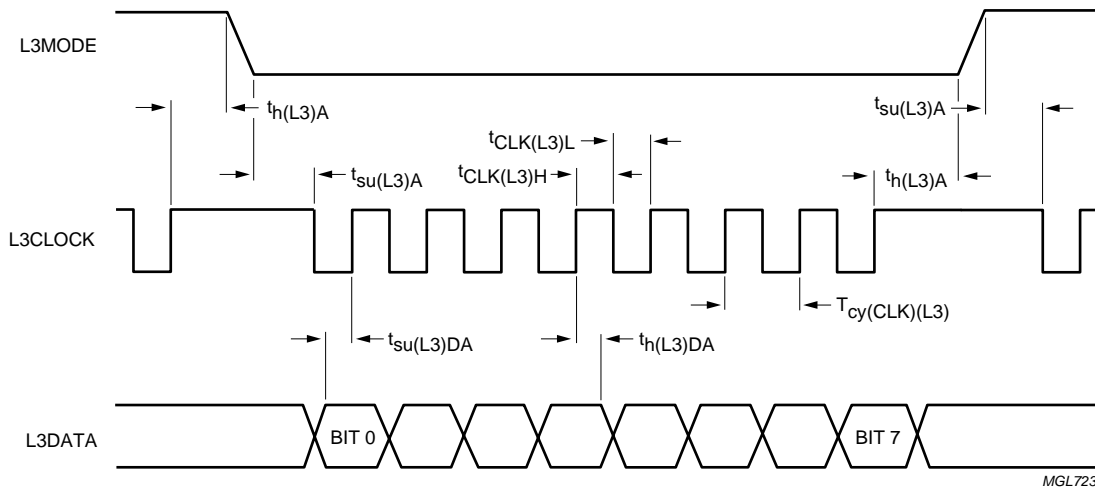 L3MODE
th(L3)A
tsu(L3)A
tCLK(L3)L
tsu(L3)A
tCLK(L3)H
th(L3)A
L3CLOCK
Tcy(CLK)(L3)
tsu(L3)DA
th(L3)DA
L3DATA
BIT 0
BIT 7
MGL723